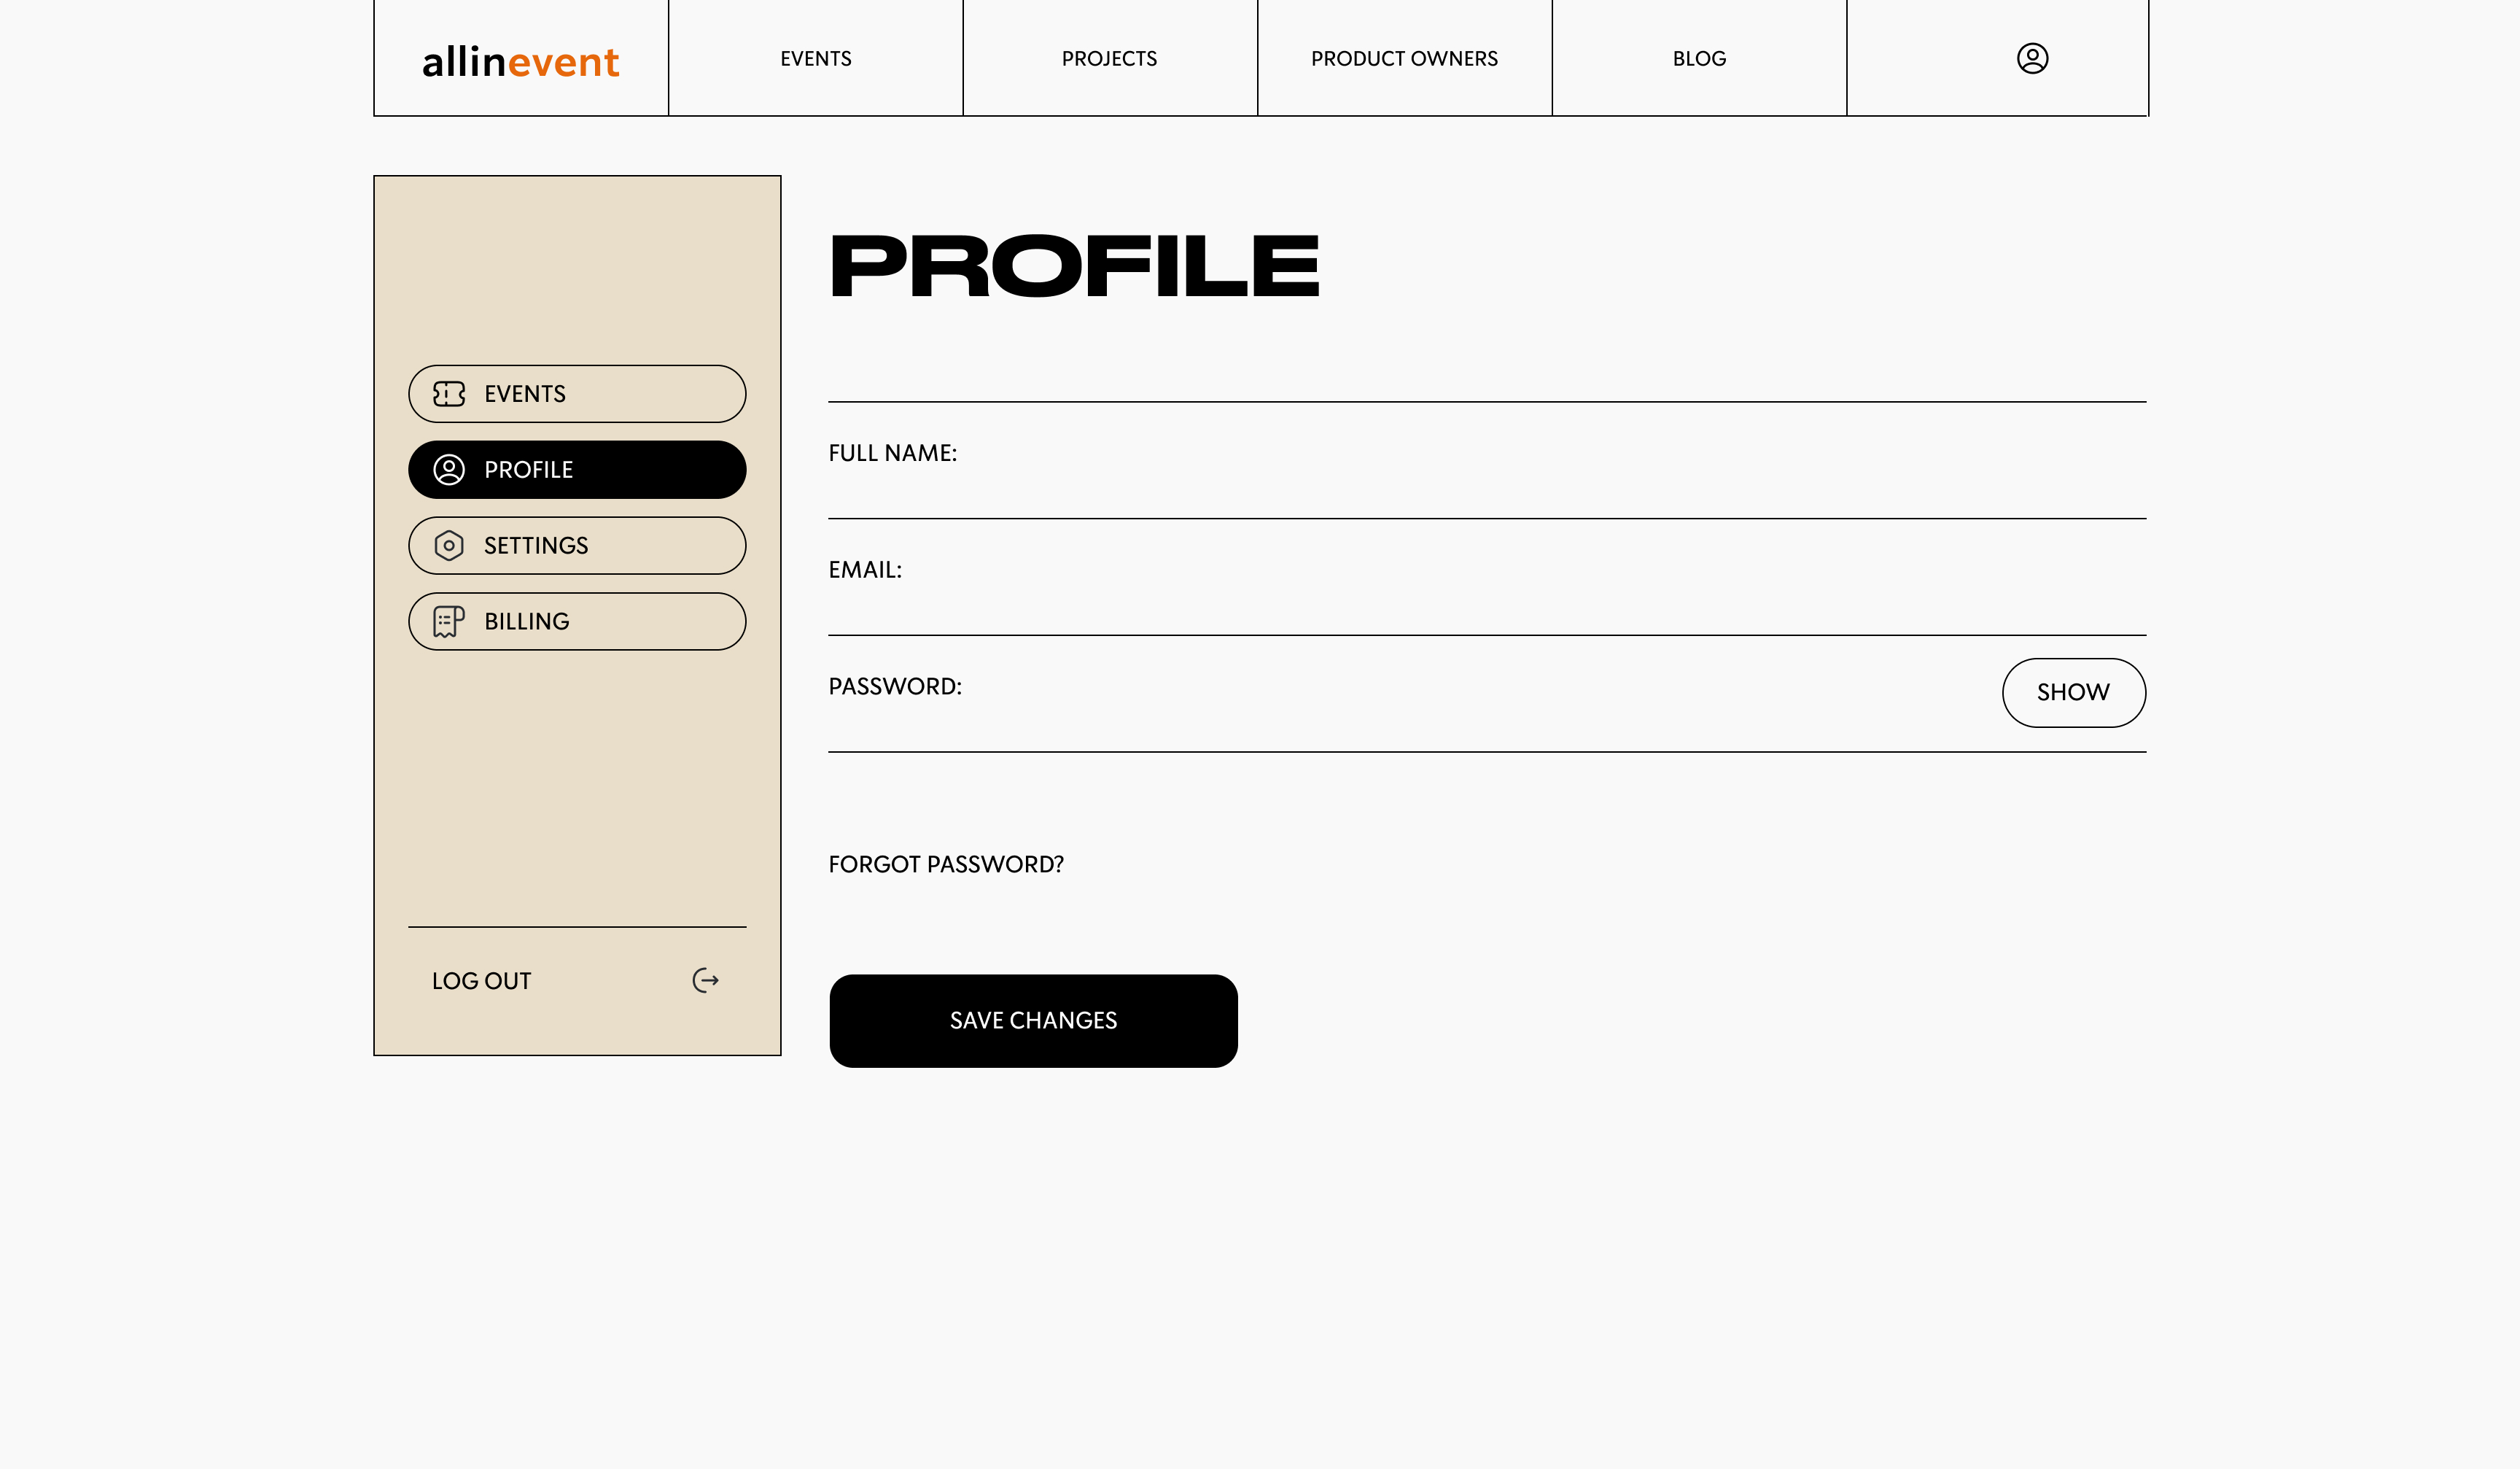 allinevent
EVENTS
PROJECTS
PRODUCT OWNERS
BLOG
EVENTS
PROFILE
SETTINGS
BILLING
LOG OUT
PROFILE
FULL NAME:
EMAIL:
PASSWORD:
SHOW
FORGOT PASSWORD?
SAVE CHANGES